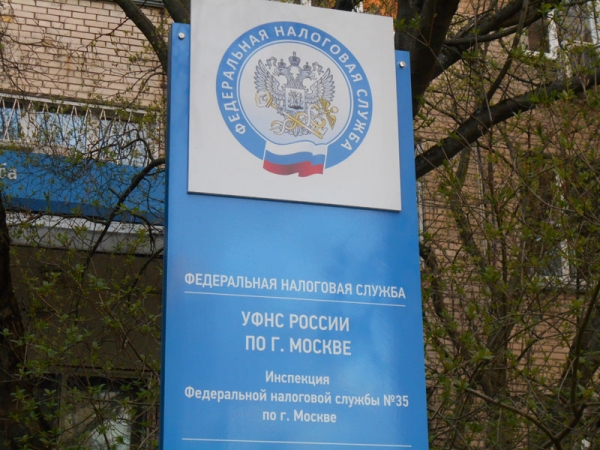 ФЕДЕРАЛЬНАЯ НАЛОГОВАЯ СЛУЖБА
ФЕДЕРАЛЬНАЯ НАЛОГОВАЯ СЛУЖБА
УФНС РОССИИ
ПО Г. МОСКВЕ
Инспекция
Федеральной налоговой службы №35
по г. Москве